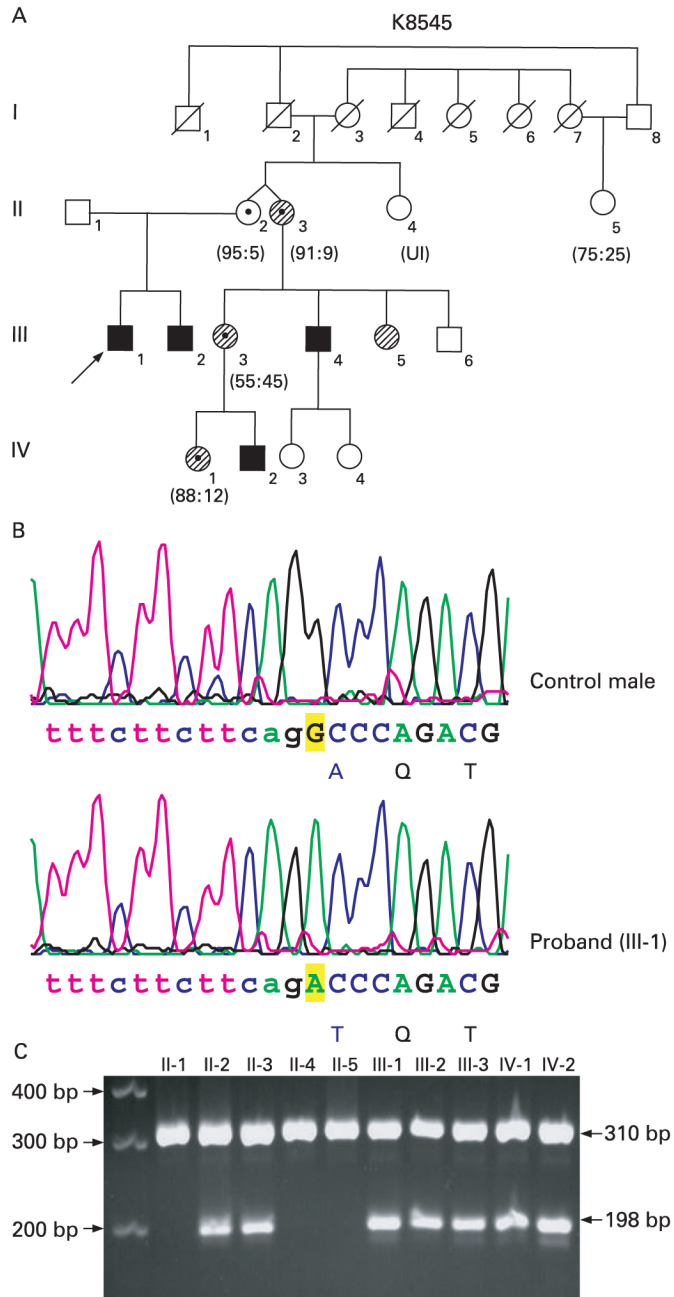 A
K8545
I
1 2 3 4 5 6 7 8
II
1 2 3 4 5
(95:5) (91:9) (UI) (75:25)
III
1 2 3 4 5 6
(55:45)
IV
1 2 3 4
(88:12)
B
Control male
tttcttcttcagGCCCAGACG
A Q T
Proband (III-1)
tttcttcttcagACCCAGACG
T Q T
C
II-1 II-2 II-3 II-4 II-5 III-1 III-2 III-3 IV-1 IV-2
400 bp
300 bp 310 bp
200 bp 198 bp